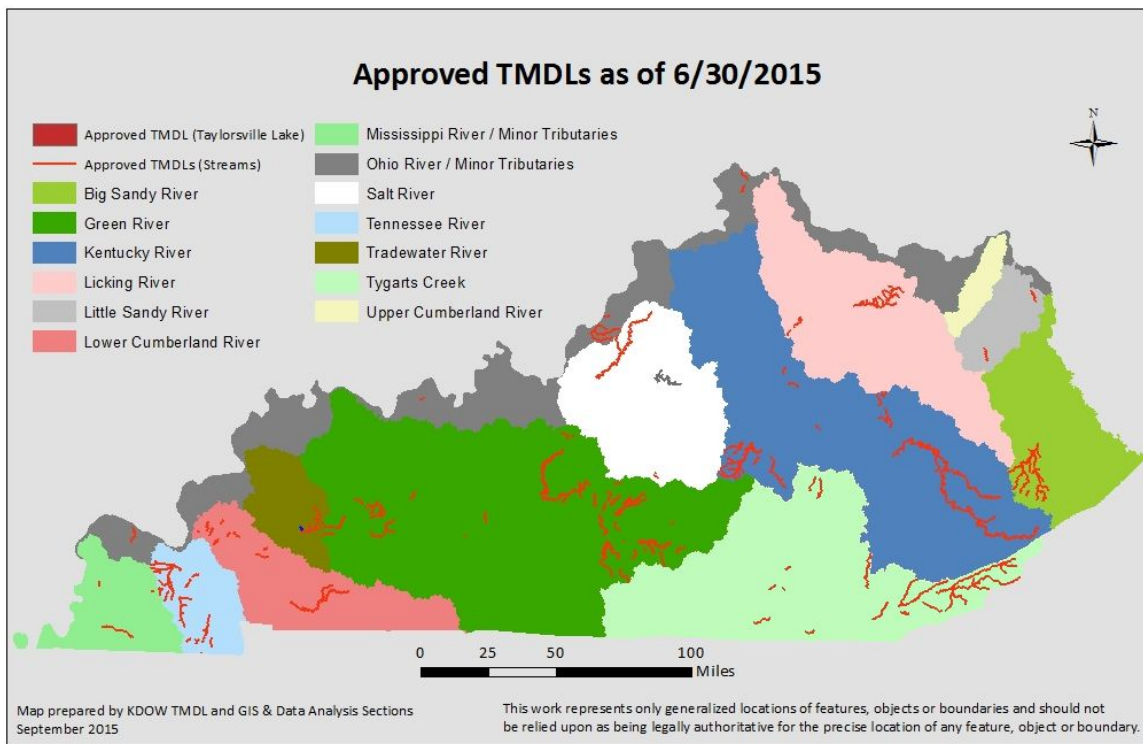 Approved TMDLs as of 6/30/2015
N
Approved TMDL (Taylorsville Lake)
Approved TMDLs (Streams)
Big Sandy River
Green River
Kentucky River
Licking River
Little Sandy River
Lower Cumberland River
Mississippi River / Minor Tributaries
Ohio River / Minor Tributaries
Salt River
Tennessee River
Tradewater River
Tygarts Creek
Upper Cumberland River
0 25 50 100
Miles
Map prepared by KDOW TMDL and GIS & Data Analysis Sections
September 2015
This work represents only generalized locations of features, objects or boundaries and should not
be relied upon as being legally authoritative for the precise location of any feature, object or boundary.